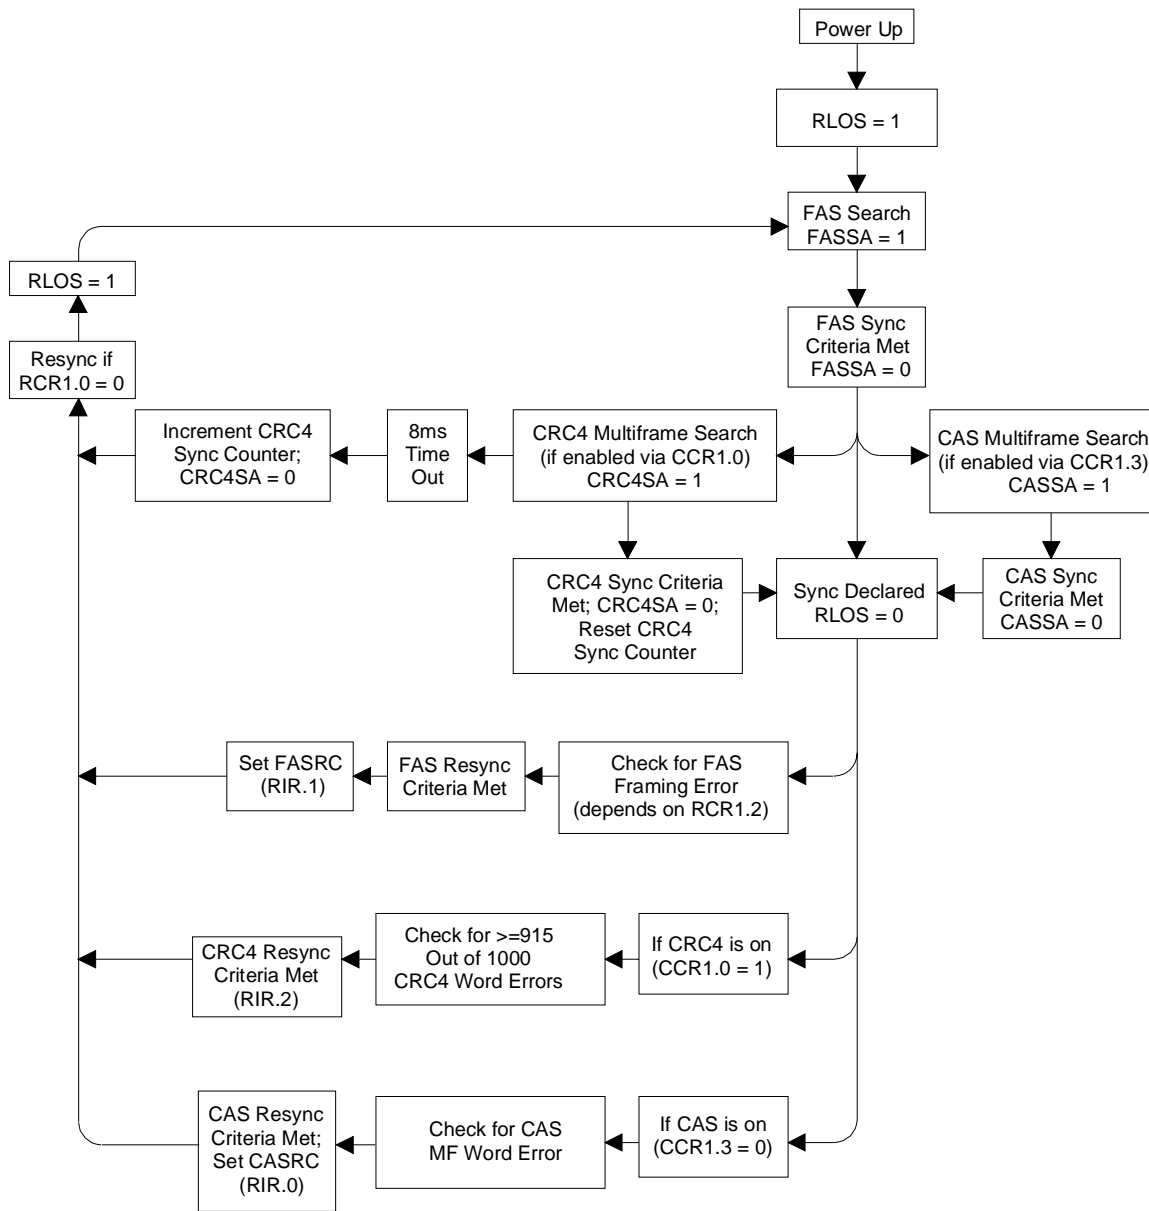 Power Up
RLOS = 1
FAS Search
FASSA = 1
RLOS = 1
FAS Sync
Criteria Met
FASSA = 0
Resync if
RCR1.0 = 0
Increment CRC4
Sync Counter;
CRC4SA = 0
8ms
Time
Out
CRC4 Multiframe Search
(if enabled via CCR1.0)
CRC4SA = 1
CAS Multiframe Search
(if enabled via CCR1.3)
CASSA = 1
CRC4 Sync Criteria
Met; CRC4SA = 0;
Reset CRC4
Sync Counter
Sync Declared
RLOS = 0
CAS Sync
Criteria Met
CASSA = 0
Set FASRC
(RIR.1)
FAS Resync
Criteria Met
Check for FAS
Framing Error
(depends on RCR1.2)
CRC4 Resync
Criteria Met
(RIR.2)
Check for >=915
Out of 1000
CRC4 Word Errors
If CRC4 is on
(CCR1.0 = 1)
CAS Resync
Criteria Met;
Set CASRC
(RIR.0)
Check for CAS
MF Word Error
If CAS is on
(CCR1.3 = 0)